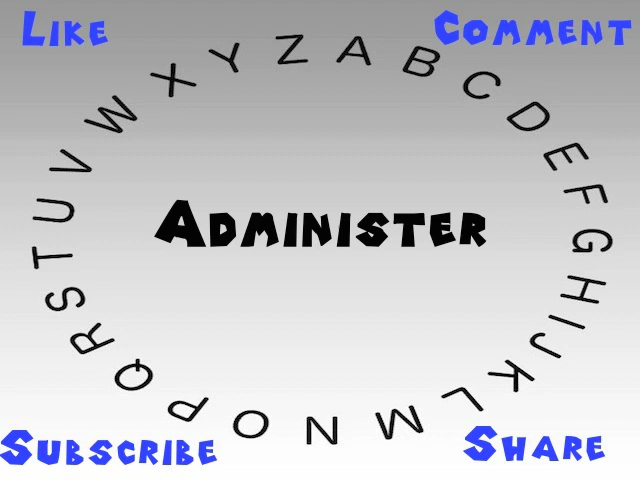 Like
Comment
A B C D E F G H I J K L M N O P Q R S T U V W X Y Z
Administer
Subscribe
Share